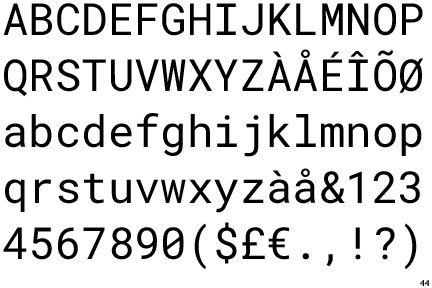 ABCDEFGHIJKLMNOP
QRSTUVWXYZÀÅÉÎÕØ
abcdefghijklmnop
qrstuvwxyzàå&123
4567890($£€.,!?)
44